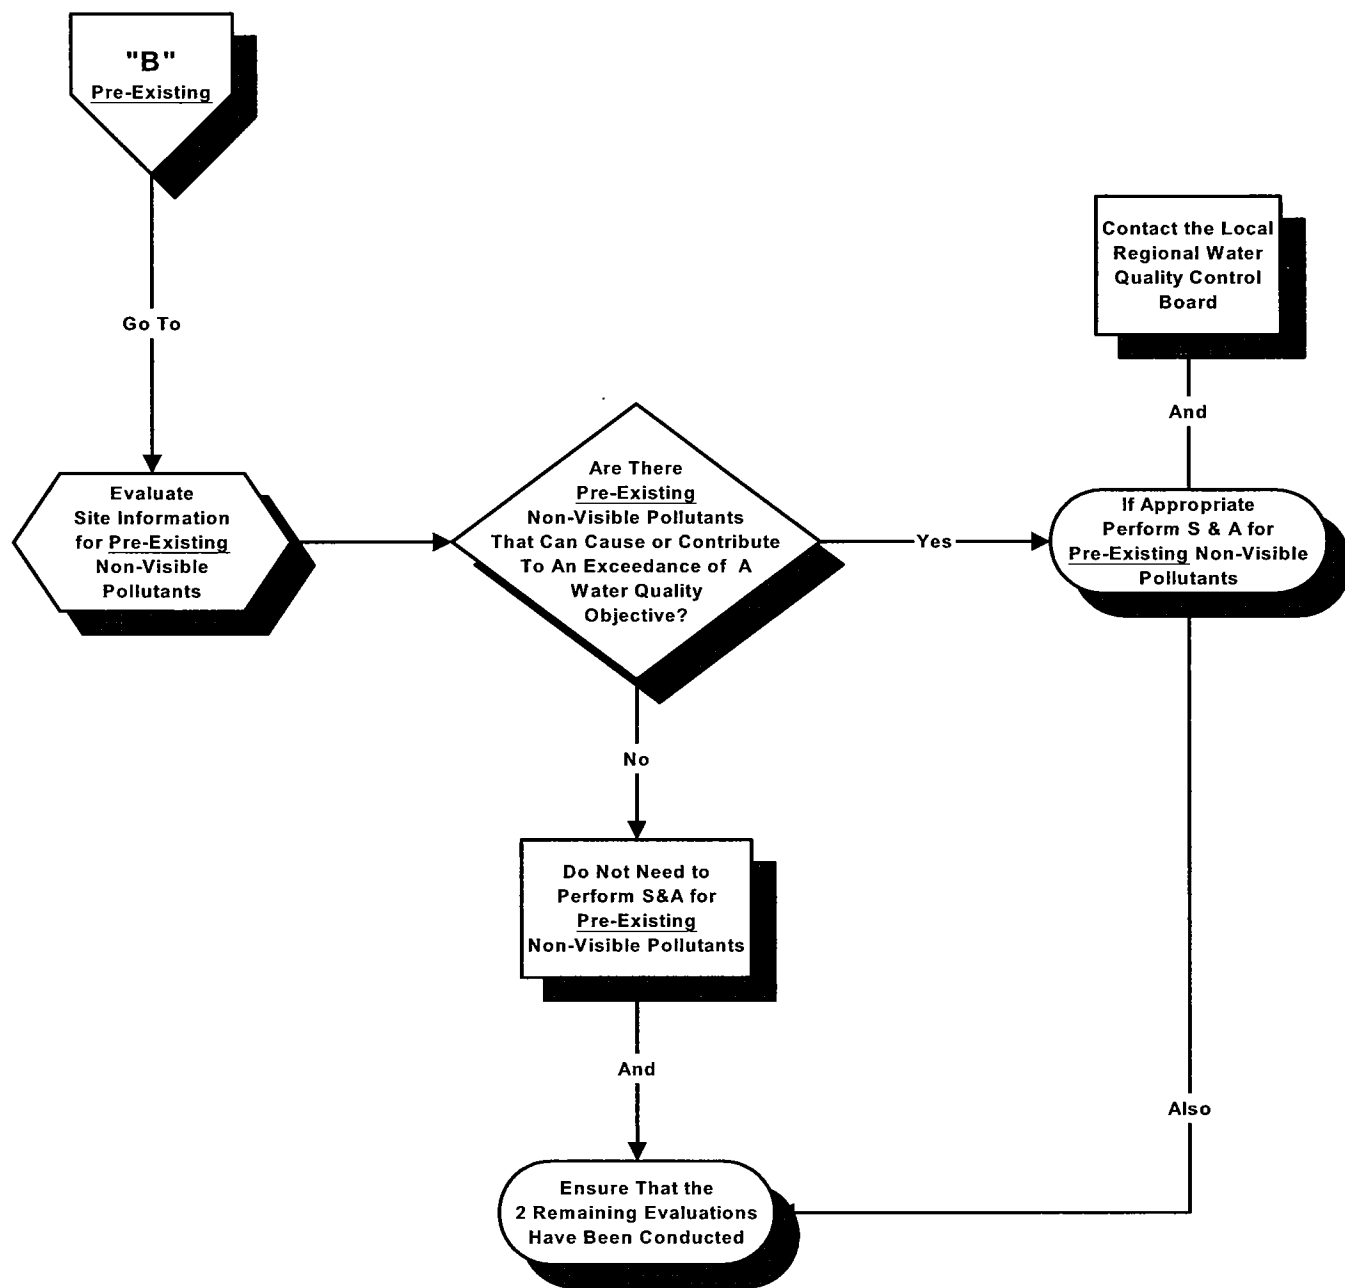 "B"
Pre-Existing
Go To
Evaluate
Site Information
for Pre-Existing
Non-Visible
Pollutants
Are There
Pre-Existing
Non-Visible Pollutants
That Can Cause or Contribute
To An Exceedance of A
Water Quality
Objective?
Yes
Contact the Local
Regional Water
Quality Control
Board
And
If Appropriate
Perform S & A for
Pre-Existing Non-Visible
Pollutants
No
Do Not Need to
Perform S&A for
Pre-Existing
Non-Visible Pollutants
And
Also
Ensure That the
2 Remaining Evaluations
Have Been Conducted